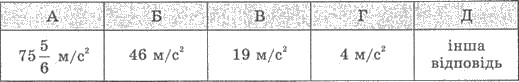 А Б В Г Д
75 5/6 м/с² 46 м/с² 19 м/с² 4 м/с² інша
відповідь